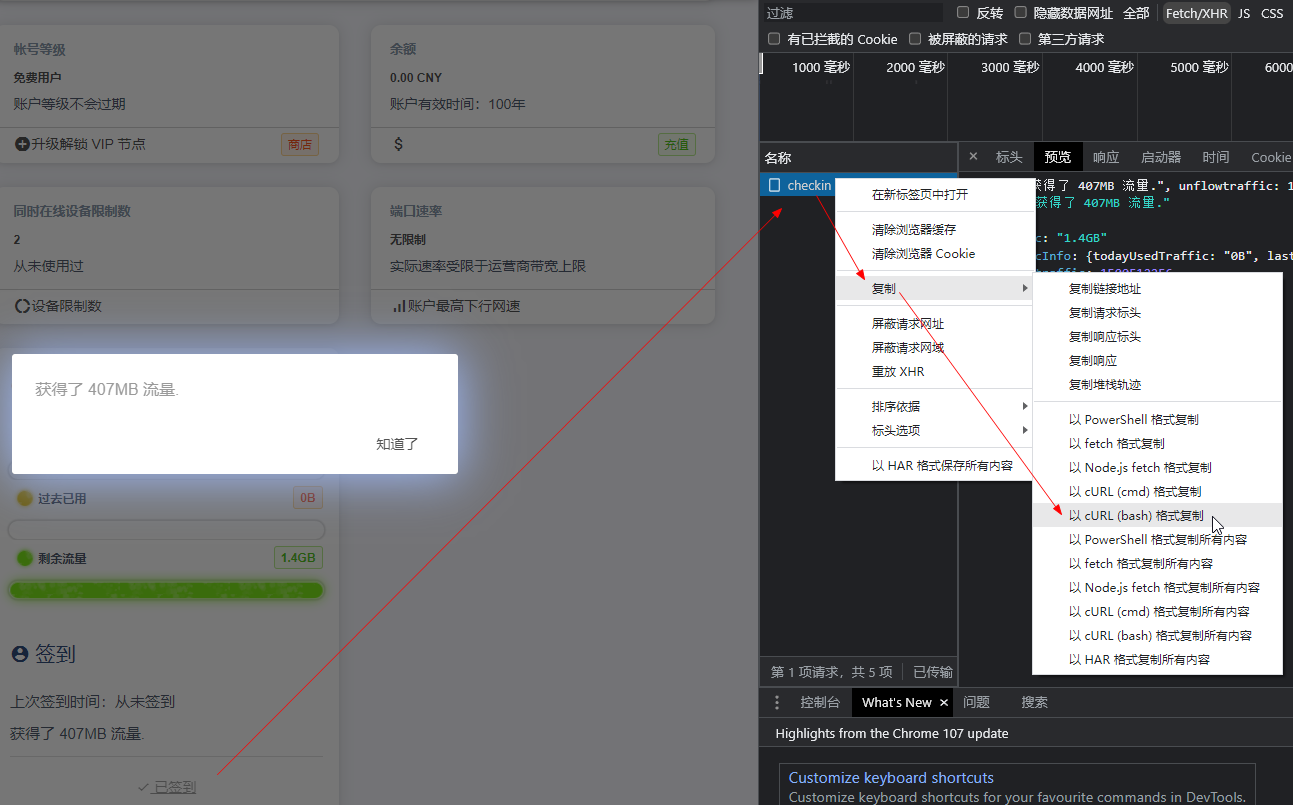 帐号等级
免费用户
账户等级不会过期
升级解锁 VIP 节点
商店
余额
0.00 CNY
账户有效时间：100年
$
充值
同时在线设备限制数
2
从未使用过
设备限制数
端口速率
无限制
实际速率受限于运营商带宽上限
账户最高下行网速
获得了 407MB 流量.
知道了
过去已用
0B
剩余流量
1.4GB
签到
上次签到时间：从未签到
获得了 407MB 流量.
已签到
过滤
反转
隐藏数据网址
全部
Fetch/XHR
JS
CSS
有已拦截的 Cookie
被屏蔽的请求
第三方请求
1000 毫秒
2000 毫秒
3000 毫秒
4000 毫秒
5000 毫秒
6000
名称
×
标头
预览
响应
启动器
时间
Cookie
checkin
获得了 407MB 流量.", unflowtraffic: 1
获得了 407MB 流量."
c: "1.4GB"
cInfo: {todayUsedTraffic: "0B", last
在新标签页中打开
清除浏览器缓存
清除浏览器 Cookie
复制
屏蔽请求网址
屏蔽请求网域
重放 XHR
排序依据
标头选项
以 HAR 格式保存所有内容
复制链接地址
复制请求标头
复制响应标头
复制响应
复制堆栈轨迹
以 PowerShell 格式复制
以 fetch 格式复制
以 Node.js fetch 格式复制
以 cURL (cmd) 格式复制
以 cURL (bash) 格式复制
以 PowerShell 格式复制所有内容
以 fetch 格式复制所有内容
以 Node.js fetch 格式复制所有内容
以 cURL (cmd) 格式复制所有内容
以 cURL (bash) 格式复制所有内容
以 HAR 格式复制所有内容
第 1 项请求，共 5 项
已传输
控制台
What's New ×
问题
搜索
Highlights from the Chrome 107 update
Customize keyboard shortcuts
Customize keyboard shortcuts for your favourite commands in DevTools.